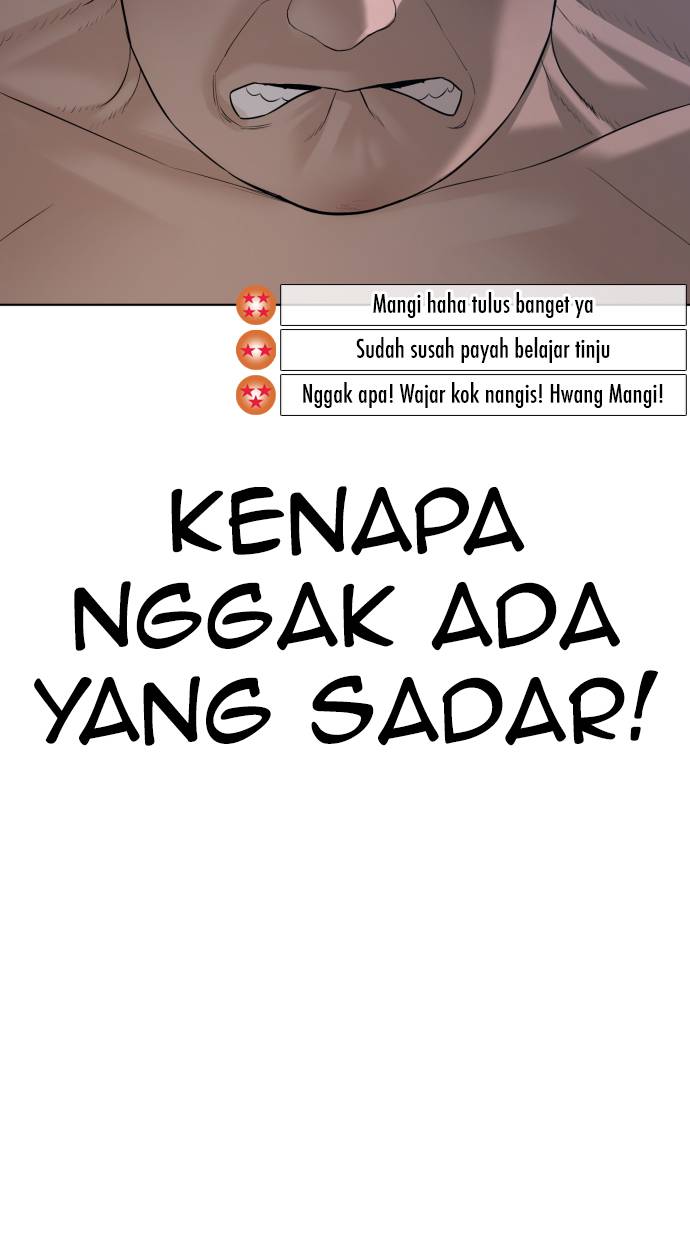 Mangi haha tulus banget ya
Sudah susah payah belajar tinju
Nggak apa! Wajar kok nangis! Hwang Mangi!
KENAPA
NGGAK ADA
YANG SADAR!